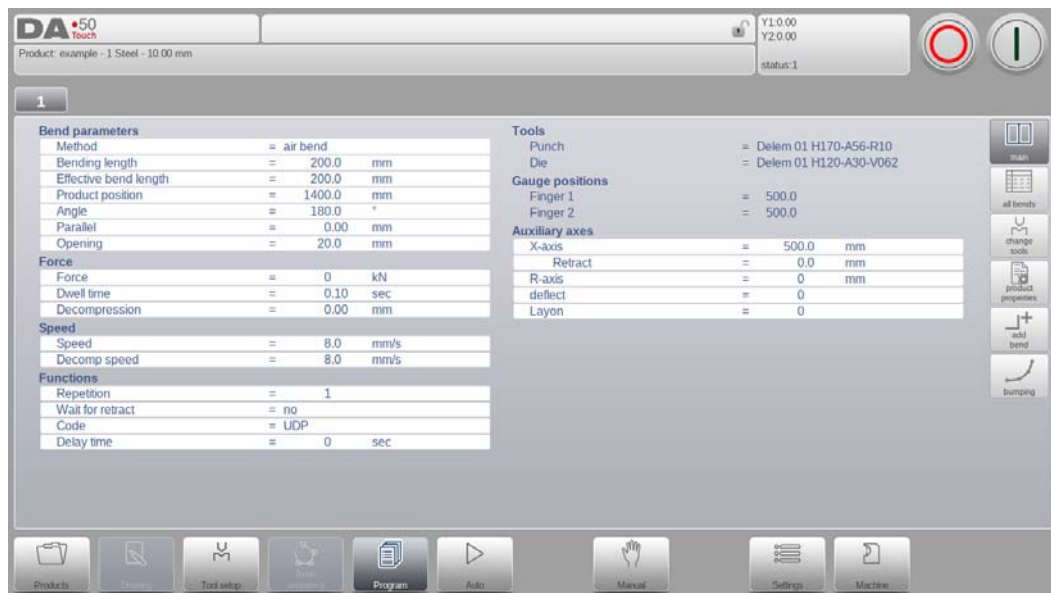 DA•50
Touch
Y1:0.00
Y2:0.00
status:1
Product: example - 1 Steel - 10.00 mm
1
Bend parameters
Method = air bend
Bending length = 200.0 mm
Effective bend length = 200.0 mm
Product position = 1400.0 mm
Angle = 180.0 °
Parallel = 0.00 mm
Opening = 20.0 mm
Force
Force = 0 kN
Dwell time = 0.10 sec
Decompression = 0.00 mm
Speed
Speed = 8.0 mm/s
Decomp speed = 8.0 mm/s
Functions
Repetition = 1
Wait for retract = no
Code = UDP
Delay time = 0 sec
Tools
Punch = Delem 01 H170-A56-R10
Die = Delem 01 H120-A30-V062
Gauge positions
Finger 1 = 500.0
Finger 2 = 500.0
Auxiliary axes
X-axis = 500.0 mm
Retract = 0.0 mm
R-axis = 0 mm
deflect = 0
Layon = 0
main
all bends
change
tools
product
properties
add
bend
bumping
Products
Drawing
Tool setup
Bend
sequence
Program
Auto
Manual
Settings
Machine